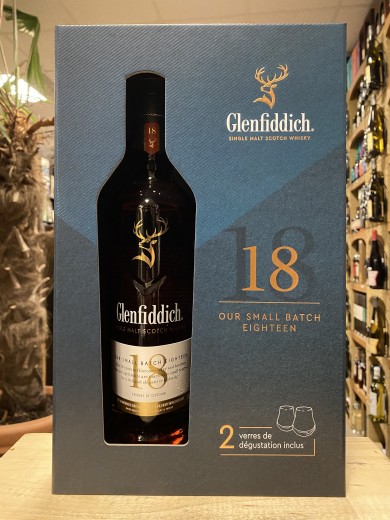 Glenfiddich.
SINGLE MALT SCOTCH WHISKY
18
OUR SMALL BATCH
EIGHTEEN
2 verres de
dégustation inclus
18
Glenfiddich.
SINGLE MALT SCOTCH WHISKY
OUR SMALL BATCH EIGHTEEN
18